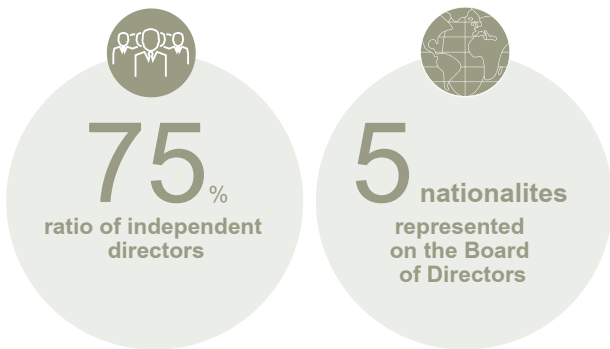 75%
ratio of independent
directors
5 nationalites
represented
on the Board
of Directors